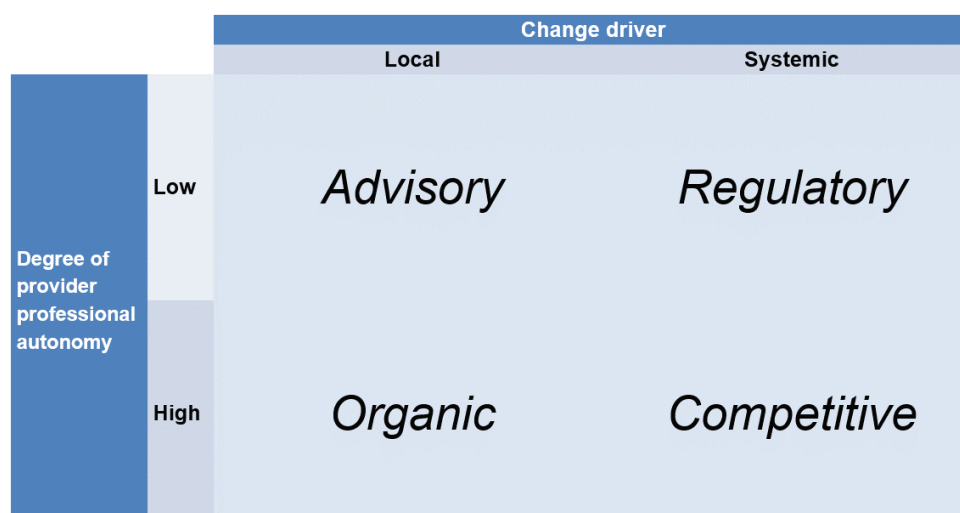 Change driver
Local Systemic
Low Advisory Regulatory
Degree of
provider
professional
autonomy
High Organic Competitive